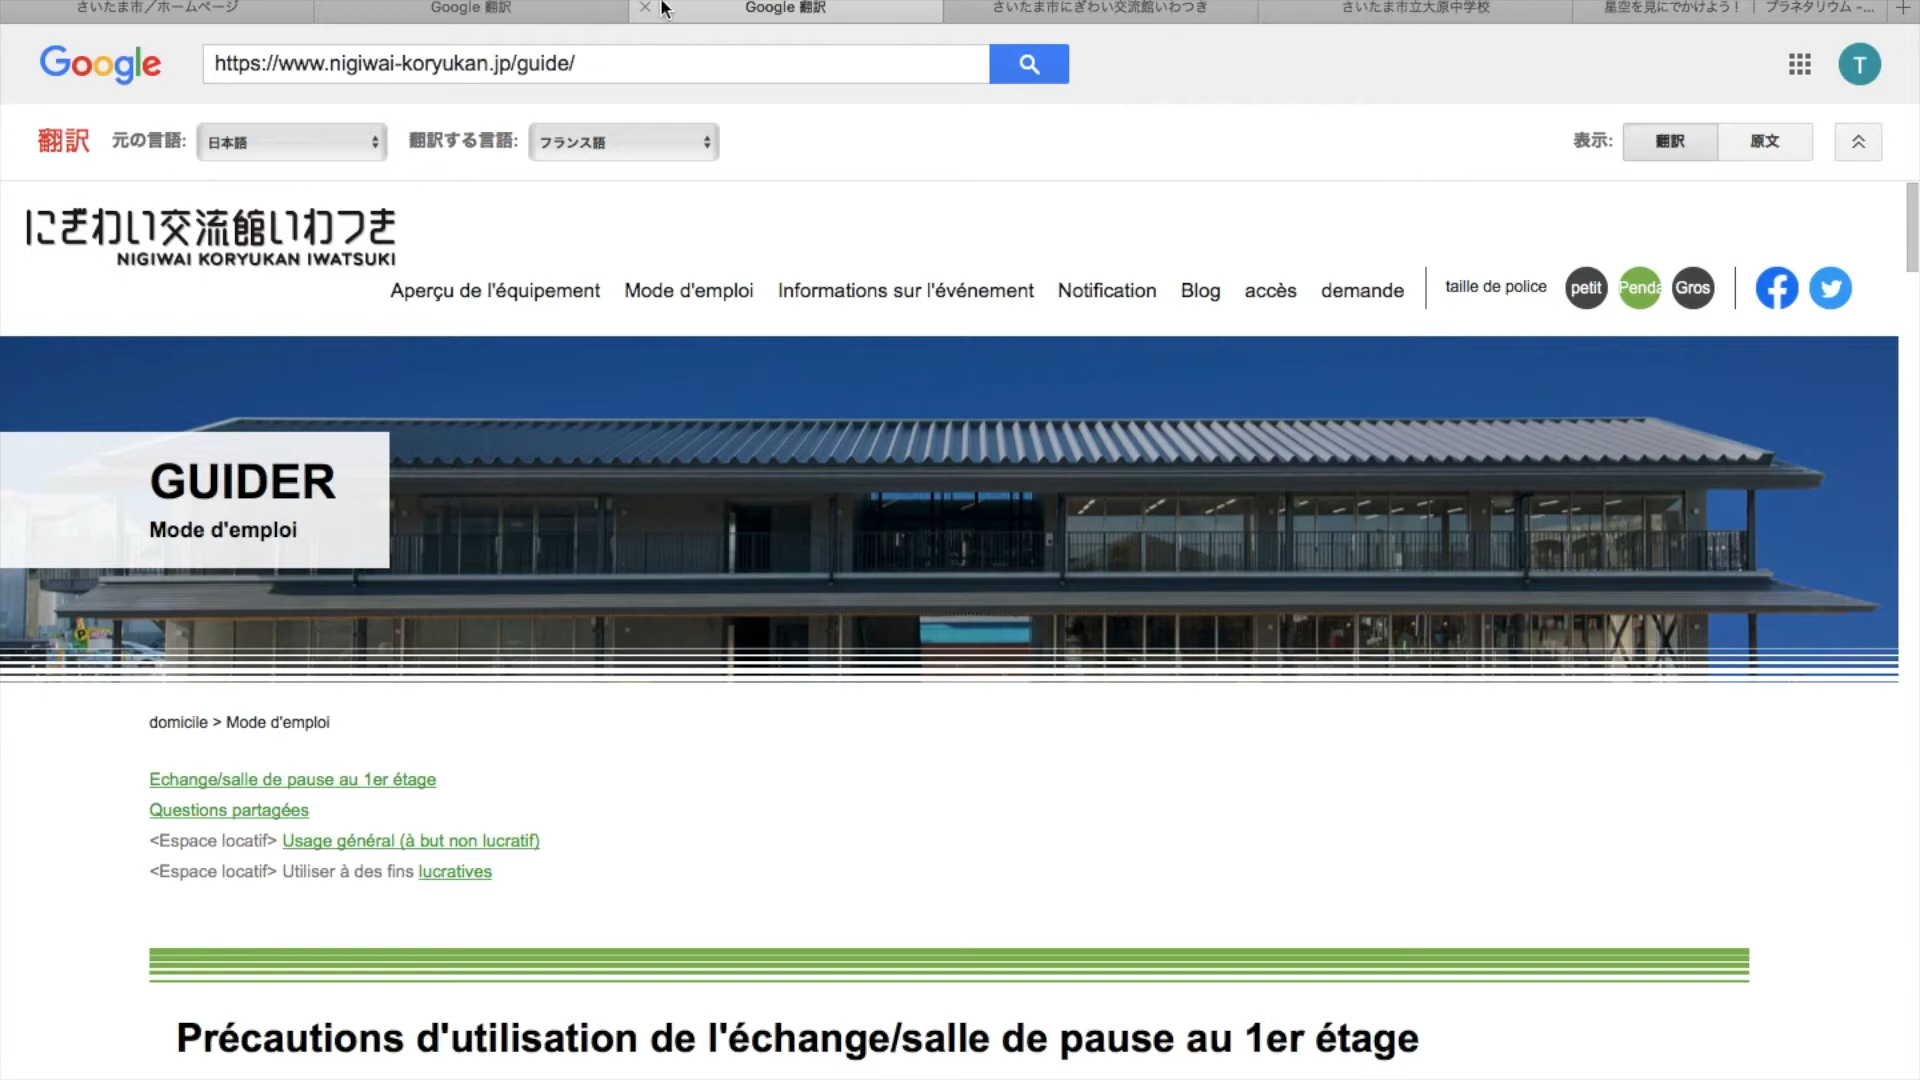 さいたま市／ホームページ
Google 翻訳
Google 翻訳
さいたま市にぎわい交流館いわつき
さいたま市立大原中学校
星空を見にでかけよう！ | プラネタリウム -...
Google
https://www.nigiwai-koryukan.jp/guide/
T
翻訳 元の言語: 日本語 翻訳する言語: フランス語
表示: 翻訳 原文
にぎわい交流館いわつき
NIGIWAI KORYUKAN IWATSUKI
Aperçu de l'équipement Mode d'emploi Informations sur l'événement Notification Blog accès demande
taille de police petit Penda Gros
GUIDER
Mode d'emploi
domicile > Mode d'emploi
Echange/salle de pause au 1er étage
Questions partagées
<Espace locatif> Usage général (à but non lucratif)
<Espace locatif> Utiliser à des fins lucratives
Précautions d'utilisation de l'échange/salle de pause au 1er étage